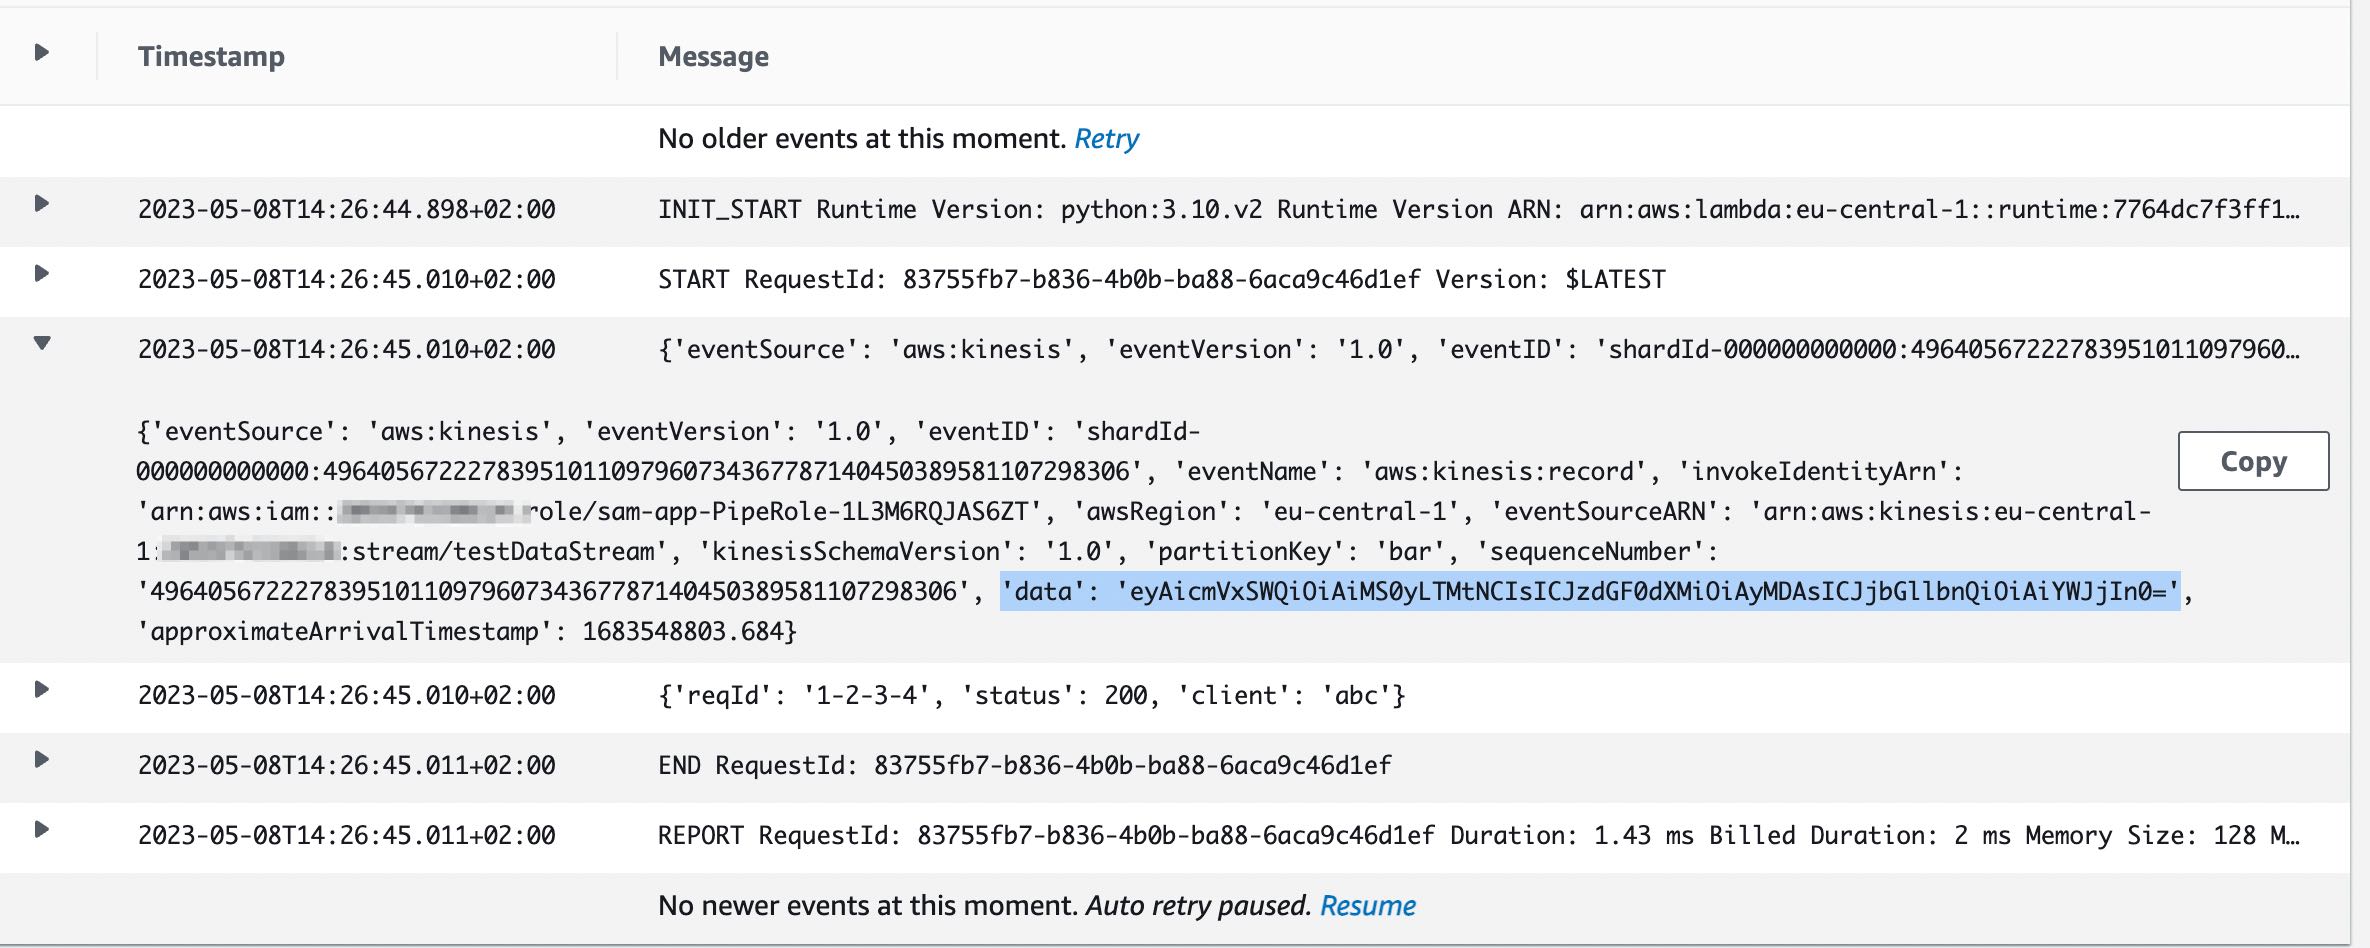 Timestamp Message
No older events at this moment. Retry
2023-05-08T14:26:44.898+02:00 INIT_START Runtime Version: python:3.10.v2 Runtime Version ARN: arn:aws:lambda:eu-central-1::runtime:7764dc7f3ff1…
2023-05-08T14:26:45.010+02:00 START RequestId: 83755fb7-b836-4b0b-ba88-6aca9c46d1ef Version: $LATEST
2023-05-08T14:26:45.010+02:00 {'eventSource': 'aws:kinesis', 'eventVersion': '1.0', 'eventID': 'shardId-000000000000:49640567222783951011097960…
{'eventSource': 'aws:kinesis', 'eventVersion': '1.0', 'eventID': 'shardId-
000000000000:49640567222783951011097960734367787140450389581107298306', 'eventName': 'aws:kinesis:record', 'invokeIdentityArn':
Copy
'arn:aws:iam:: role/sam-app-PipeRole-1L3M6RQJAS6ZT', 'awsRegion': 'eu-central-1', 'eventSourceARN': 'arn:aws:kinesis:eu-central-
1: :stream/testDataStream', 'kinesisSchemaVersion': '1.0', 'partitionKey': 'bar', 'sequenceNumber':
'49640567222783951011097960734367787140450389581107298306', 'data': 'eyAicmVxSWQiOiAiMS0yLTMtNCIsICJzdGF0dXMiOiAyMDAsICJjbGllbnQiOiAiYWJjIn0=',
'approximateArrivalTimestamp': 1683548803.684}
2023-05-08T14:26:45.010+02:00 {'reqId': '1-2-3-4', 'status': 200, 'client': 'abc'}
2023-05-08T14:26:45.011+02:00 END RequestId: 83755fb7-b836-4b0b-ba88-6aca9c46d1ef
2023-05-08T14:26:45.011+02:00 REPORT RequestId: 83755fb7-b836-4b0b-ba88-6aca9c46d1ef Duration: 1.43 ms Billed Duration: 2 ms Memory Size: 128 M…
No newer events at this moment. Auto retry paused. Resume